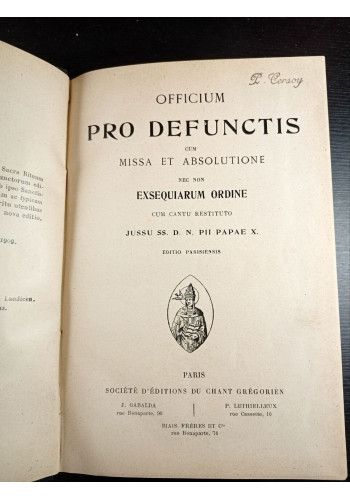 Sacra Rituum
nova editio,
P. Cersoy
OFFICIUM
PRO DEFUNCTIS
CUM
MISSA ET ABSOLUTIONE
NEC NON
EXSEQUIARUM ORDINE
CUM CANTU RESTITUTO
JUSSU SS. D. N. PII PAPAE X.
EDITIO PARISIENSIS
PARIS
SOCIÉTÉ D'ÉDITIONS DU CHANT GRÉGORIEN
J. GABALDA
rue Bonaparte, 90
P. LETHIELLEUX
rue Cassette, 10
BIAIS, FRÈRES ET Cie
rue Bonaparte, 74